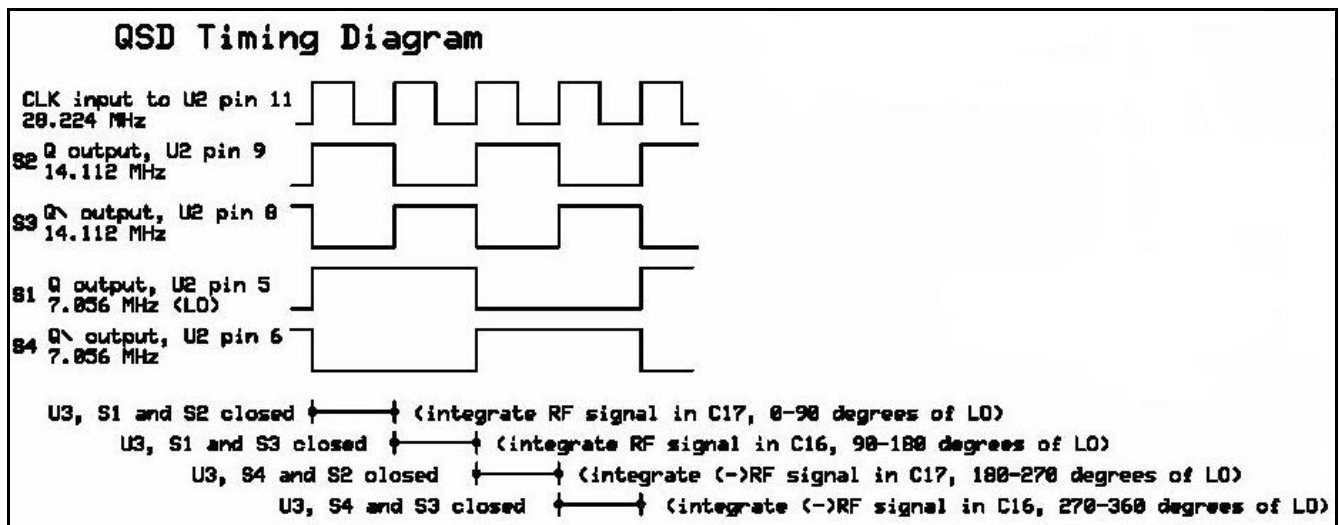 QSD Timing Diagram
CLK input to U2 pin 11
28.224 MHz
S2 Q output, U2 pin 9
14.112 MHz
S3 Q\ output, U2 pin 8
14.112 MHz
S1 Q output, U2 pin 5
7.056 MHz (LO)
S4 Q\ output, U2 pin 6
7.056 MHz
U3, S1 and S2 closed (integrate RF signal in C17, 0-90 degrees of LO)
U3, S1 and S3 closed (integrate RF signal in C16, 90-180 degrees of LO)
U3, S4 and S2 closed (integrate (-)RF signal in C17, 180-270 degrees of LO)
U3, S4 and S3 closed (integrate (-)RF signal in C16, 270-360 degrees of LO)